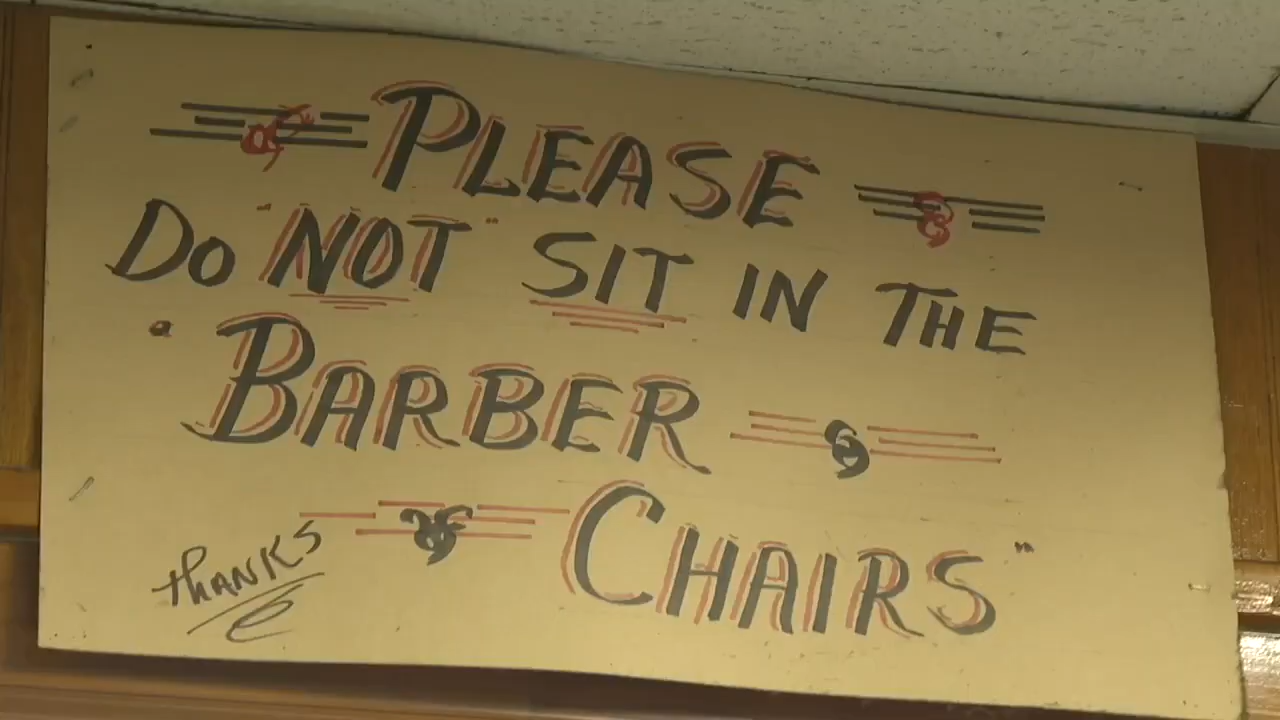 PLEASE
DO "NOT" SIT IN THE
"BARBER
CHAIRS"
THANKS